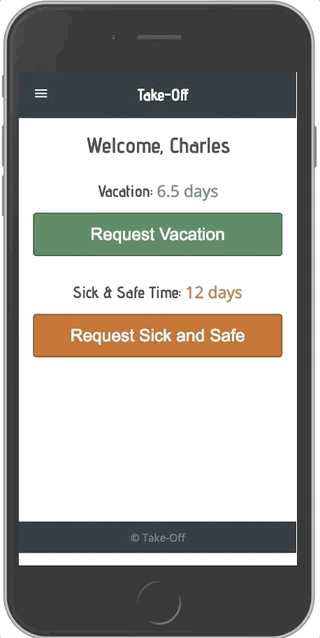 Take-Off
Welcome, Charles
Vacation: 6.5 days
Request Vacation
Sick & Safe Time: 12 days
Request Sick and Safe
© Take-Off